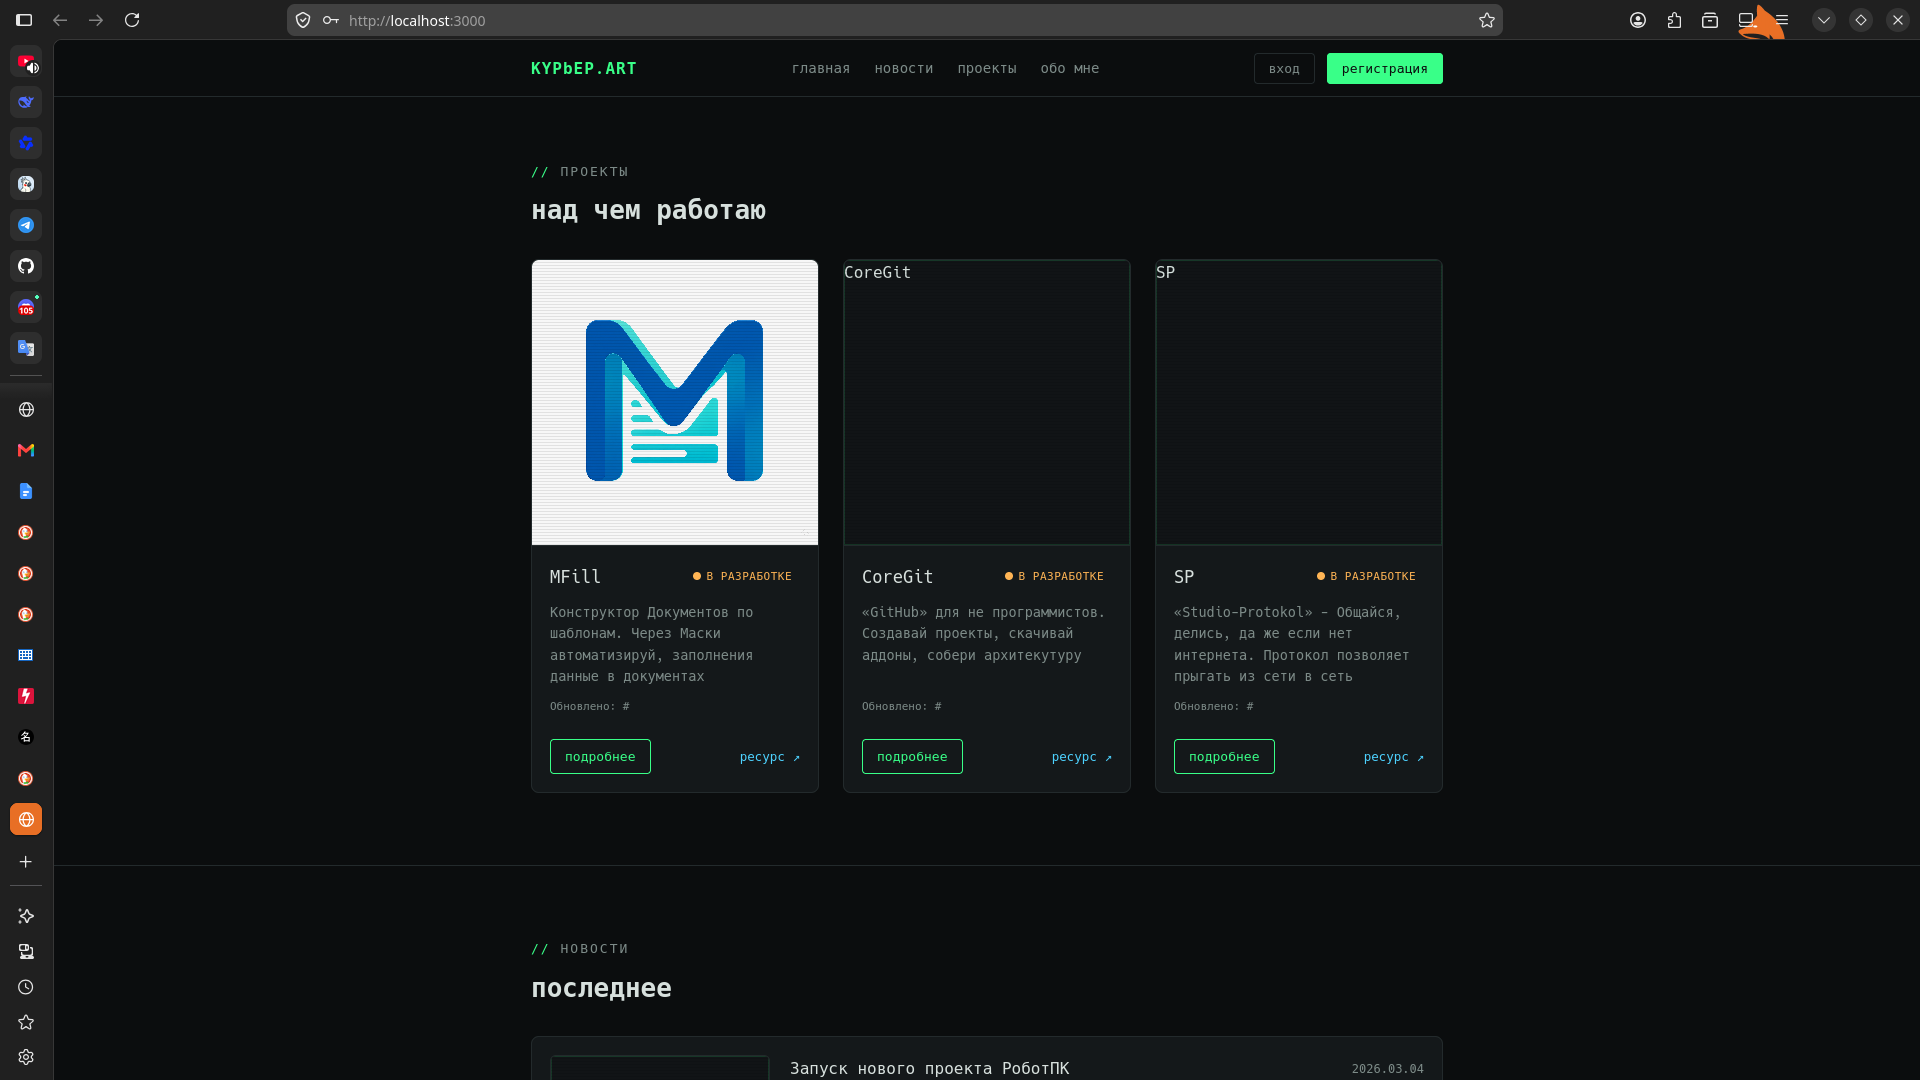 http://localhost:3000
105
KYPbEP.ART
главная
новости
проекты
обо мне
вход
регистрация
// ПРОЕКТЫ
над чем работаю
CoreGit
SP
MFill
В РАЗРАБОТКЕ
Конструктор Документов по
шаблонам. Через Маски
автоматизируй, заполнения
данные в документах
Обновлено: #
подробнее
ресурс ↗
CoreGit
В РАЗРАБОТКЕ
«GitHub» для не программистов.
Создавай проекты, скачивай
аддоны, собери архитекутуру
Обновлено: #
подробнее
ресурс ↗
SP
В РАЗРАБОТКЕ
«Studio-Protokol» - Общайся,
делись, да же если нет
интернета. Протокол позволяет
прыгать из сети в сеть
Обновлено: #
подробнее
ресурс ↗
// НОВОСТИ
последнее
Запуск нового проекта РоботПК
2026.03.04